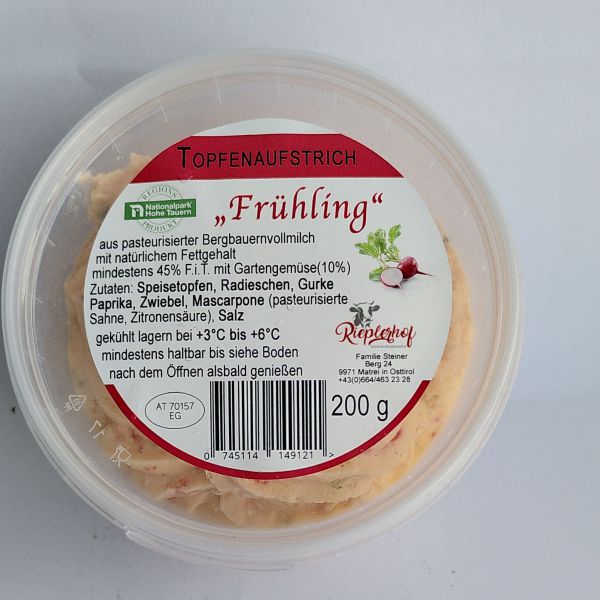 TOPFENAUFSTRICH
REGIONS
Nationalpark
Hohe Tauern
PRODUKT
„Frühling“
aus pasteurisierter Bergbauernvollmilch
mit natürlichem Fettgehalt
mindestens 45% F.i.T. mit Gartengemüse(10%)
Zutaten: Speisetopfen, Radieschen, Gurke
Paprika, Zwiebel, Mascarpone (pasteurisierte
Sahne, Zitronensäure), Salz
gekühlt lagern bei +3°C bis +6°C
mindestens haltbar bis siehe Boden
nach dem Öffnen alsbald genießen
Rieplerhof
Familie Steiner
Berg 24
9971 Matrei in Osttirol
+43(0)664/463 23 28
AT 70157
EG
200 g
0 745114 149121 >